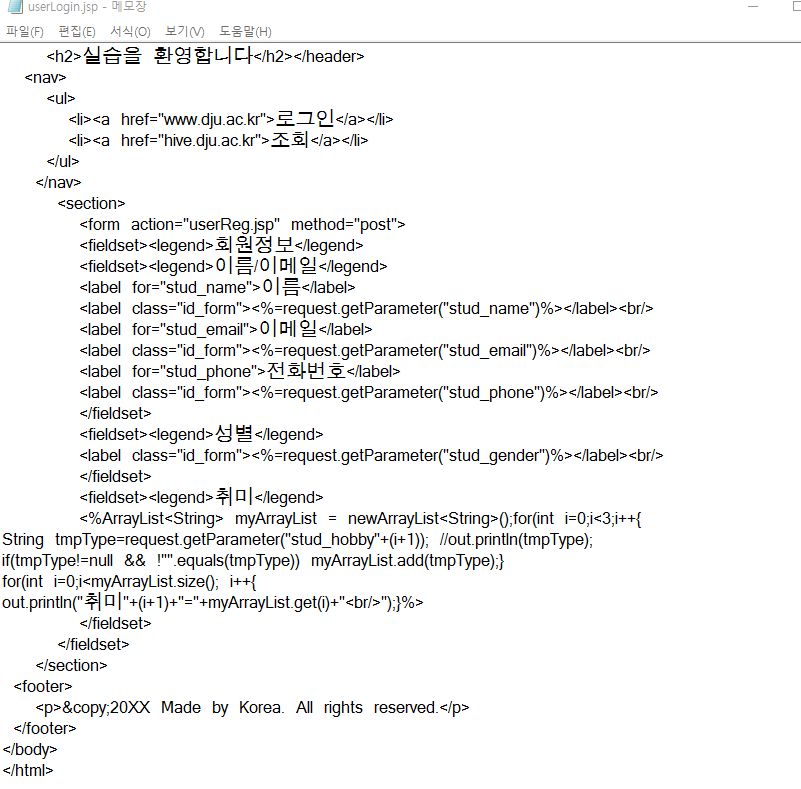 userLogin.jsp - 메모장
파일(F) 편집(E) 서식(O) 보기(V) 도움말(H)
<h2>실습을 환영합니다</h2></header>
<nav>
<ul>
<li><a href="www.dju.ac.kr">로그인</a></li>
<li><a href="hive.dju.ac.kr">조회</a></li>
</ul>
</nav>
<section>
<form action="userReg.jsp" method="post">
<fieldset><legend>회원정보</legend>
<fieldset><legend>이름/이메일</legend>
<label for="stud_name">이름</label>
<label class="id_form"><%=request.getParameter("stud_name")%></label><br/>
<label for="stud_email">이메일</label>
<label class="id_form"><%=request.getParameter("stud_email")%></label><br/>
<label for="stud_phone">전화번호</label>
<label class="id_form"><%=request.getParameter("stud_phone")%></label><br/>
</fieldset>
<fieldset><legend>성별</legend>
<label class="id_form"><%=request.getParameter("stud_gender")%></label><br/>
</fieldset>
<fieldset><legend>취미</legend>
<%ArrayList<String> myArrayList = newArrayList<String>();for(int i=0;i<3;i++{
String tmpType=request.getParameter("stud_hobby"+(i+1)); //out.println(tmpType);
if(tmpType!=null && !"".equals(tmpType)) myArrayList.add(tmpType);}
for(int i=0;i<myArrayList.size(); i++{
out.println("취미"+(i+1)+"="+myArrayList.get(i)+"<br/>");}%>
</fieldset>
</fieldset>
</section>
<footer>
<p>&copy;20XX Made by Korea. All rights reserved.</p>
</footer>
</body>
</html>